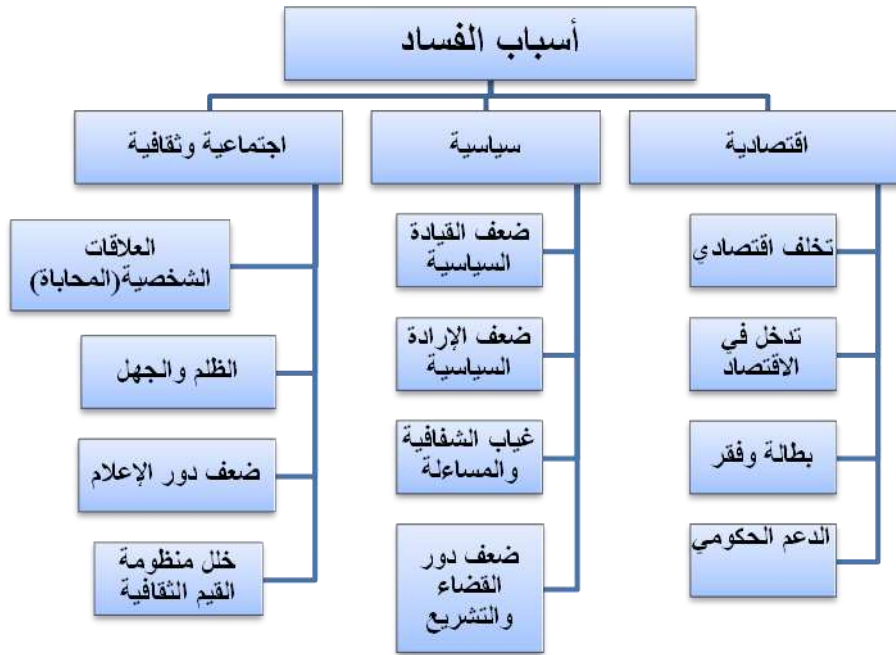 أسباب الفساد
اقتصادية
تخلف اقتصادي
تدخل في
الاقتصاد
بطالة وفقر
الدعم الحكومي
سياسية
ضعف القيادة
السياسية
ضعف الإرادة
السياسية
غياب الشفافية
والمساءلة
ضعف دور
القضاء
والتشريع
اجتماعية وثقافية
العلاقات
الشخصية(المحاباة)
الظلم والجهل
ضعف دور الإعلام
خلل منظومة
القيم الثقافية